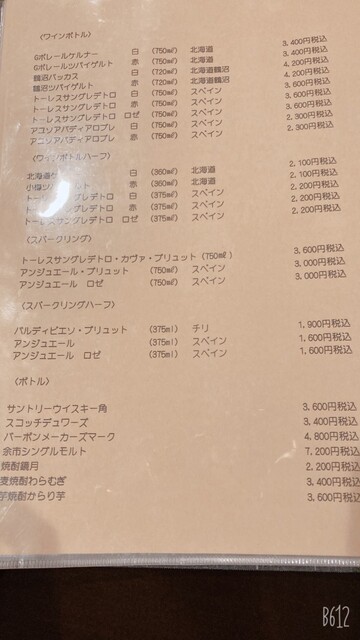 〈ワインボトル〉
Gポレールケルナー 白 (750㎖) 北海道 3,400円税込
Gポレールツバイゲルト 赤 (750㎖) 北海道 3,400円税込
鶴沼バッカス 白 (720㎖) 北海道鶴沼 4,200円税込
鶴沼ツバイゲルト 赤 (720㎖) 北海道鶴沼 4,200円税込
トーレスサングレデトロ 白 (750㎖) スペイン 3,600円税込
トーレスサングレデトロ 赤 (750㎖) スペイン 3,600円税込
トーレスサングレデトロ ロゼ (750㎖) スペイン 3,600円税込
アユリアバディアロブレ 白 (750㎖) スペイン 2,300円税込
アユリアバディアロブレ 赤 (750㎖) スペイン 2,300円税込
〈ワインボトルハーフ〉
北海道ケ 白 (360㎖) 北海道 2,100円税込
小樽ツ ト 赤 (360㎖) 北海道 2,100円税込
トーレスサングレデトロ 白 (375㎖) スペイン 2,200円税込
トーレスサングレデトロ 赤 (375㎖) スペイン 2,200円税込
トーレスサングレデトロ ロゼ (375㎖) スペイン 2,200円税込
〈スパークリング〉
トーレスサングレデトロ・カヴァ・ブリュット (750㎖) 3,600円税込
アンジュエール・ブリュット (750㎖) スペイン 3,000円税込
アンジュエール ロゼ (750㎖) スペイン 3,000円税込
〈スパークリングハーフ〉
バルディビエソ・ブリュット (375ml) チリ 1,900円税込
アンジュエール (375ml) スペイン 1,600円税込
アンジュエール ロゼ (375ml) スペイン 1,600円税込
〈ボトル〉
サントリーウイスキー角 3,600円税込
スコッチデュワーズ 3,400円税込
バーボンメーカーズマーク 4,800円税込
余市シングルモルト 7,200円税込
焼酎鏡月 2,200円税込
麦焼酎わらむぎ 3,400円税込
芋焼酎からり芋 3,600円税込
B612